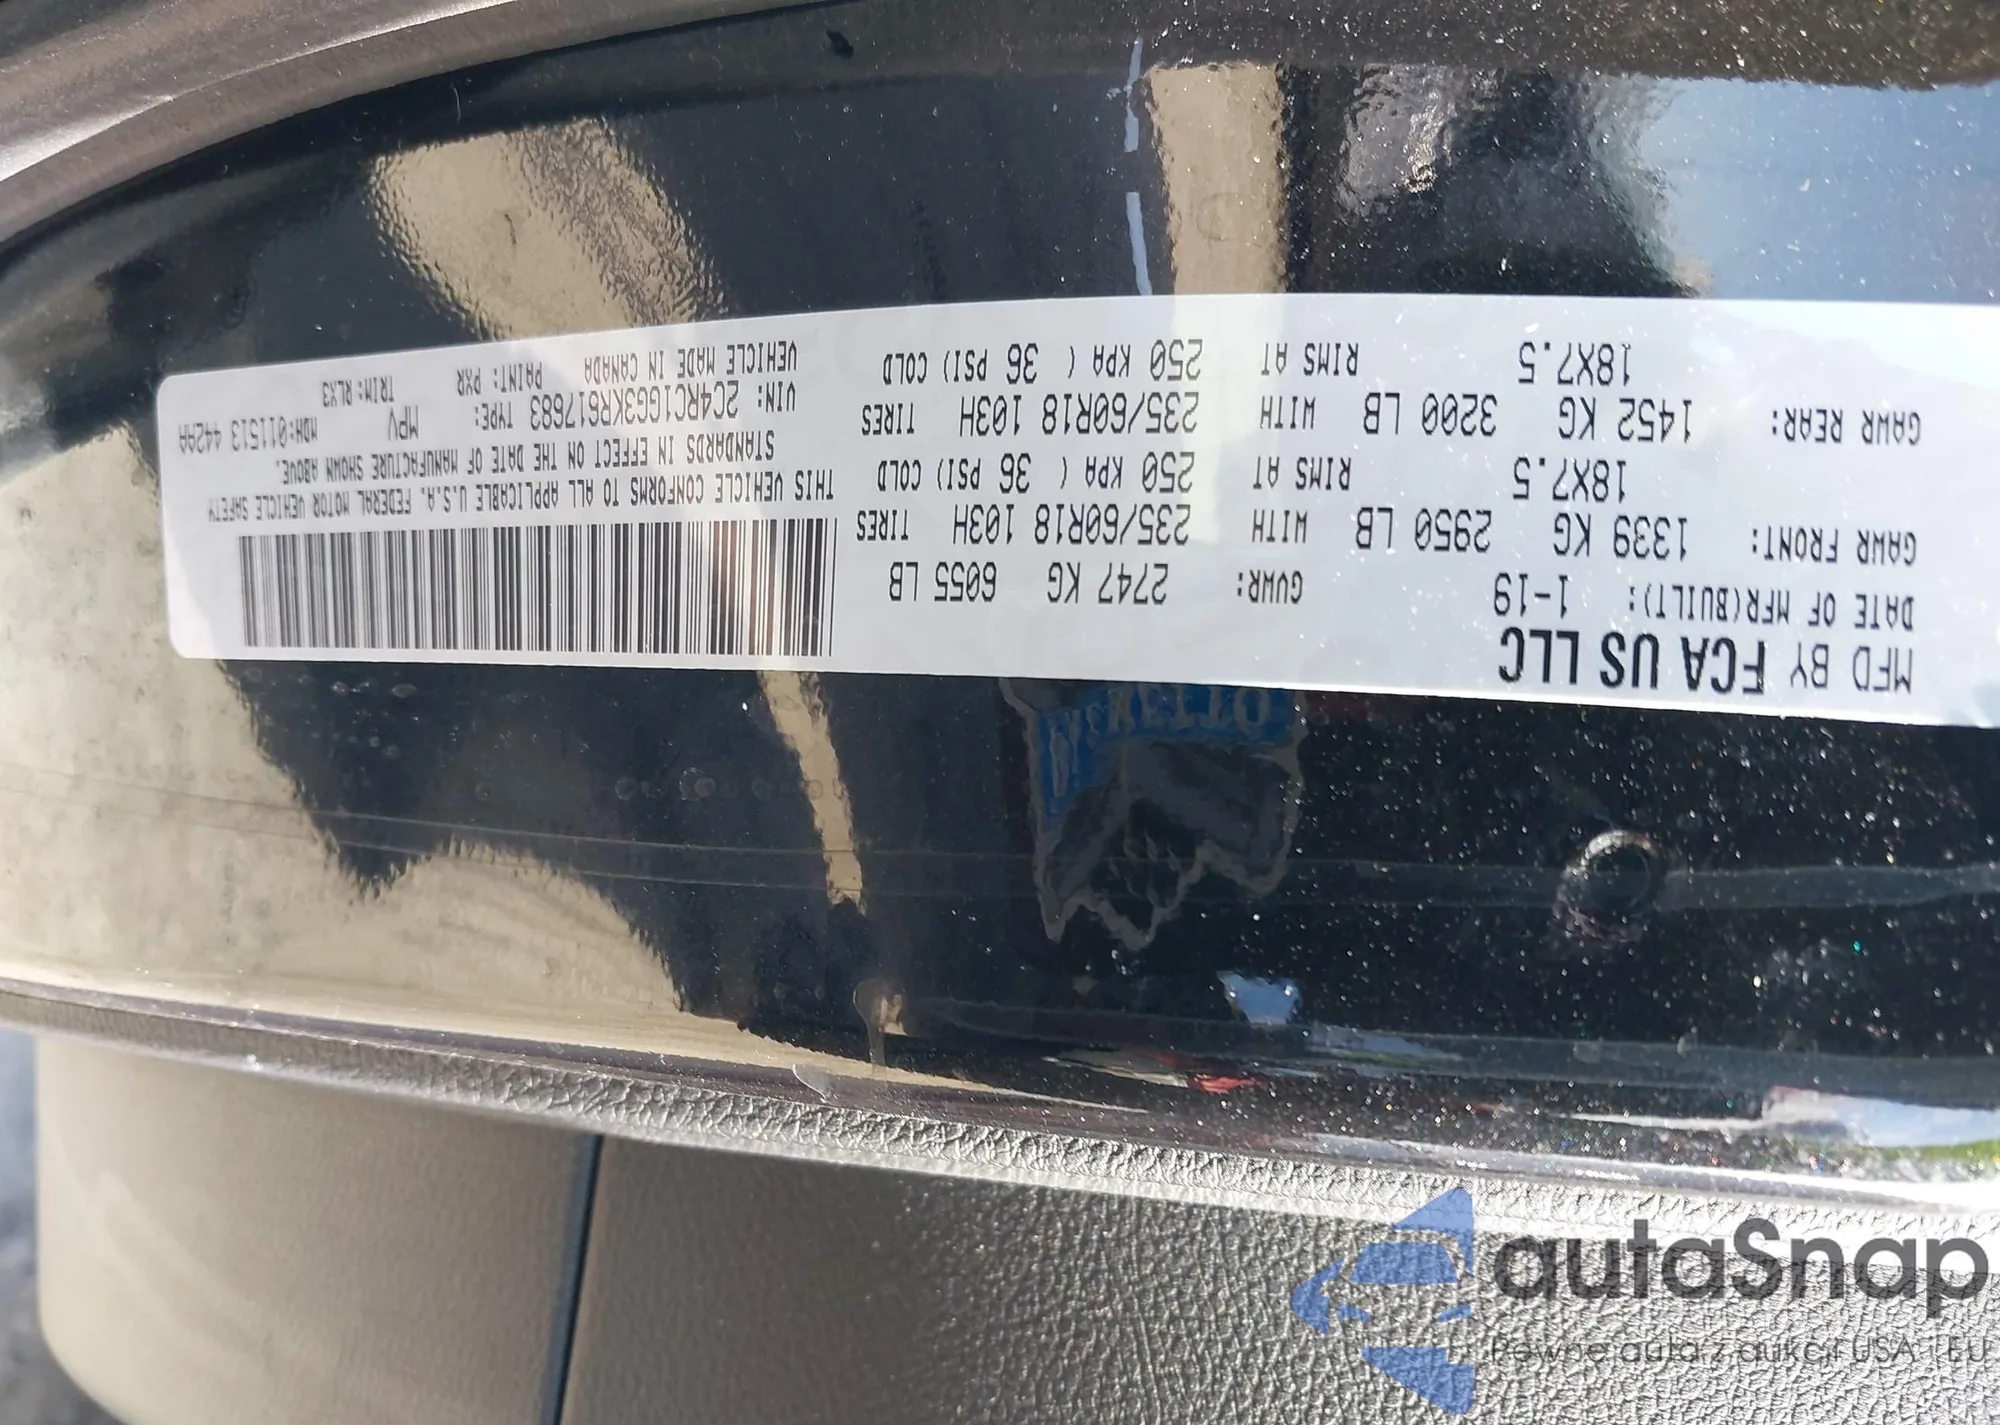 MFD BY FCA US LLC
DATE OF MFR(BUILT): 1-19 GVWR: 2747 KG 6055 LB
GAWR FRONT: 1339 KG 2950 LB WITH 235/60R18 103H TIRES
18X7.5 RIMS AT 250 KPA ( 36 PSI) COLD
GAWR REAR: 1452 KG 3200 LB WITH 235/60R18 103H TIRES
18X7.5 RIMS AT 250 KPA ( 36 PSI) COLD
THIS VEHICLE CONFORMS TO ALL APPLICABLE U.S.A. FEDERAL MOTOR VEHICLE SAFETY
STANDARDS IN EFFECT ON THE DATE OF MANUFACTURE SHOWN ABOVE.
VIN: 2C4RC1GG3KR617683 TYPE: MPV MDH:011513 442AA
VEHICLE MADE IN CANADA PAINT: PXR TRIM: RLX3
autaSnap
Pewne auta z aukcji USA i EU